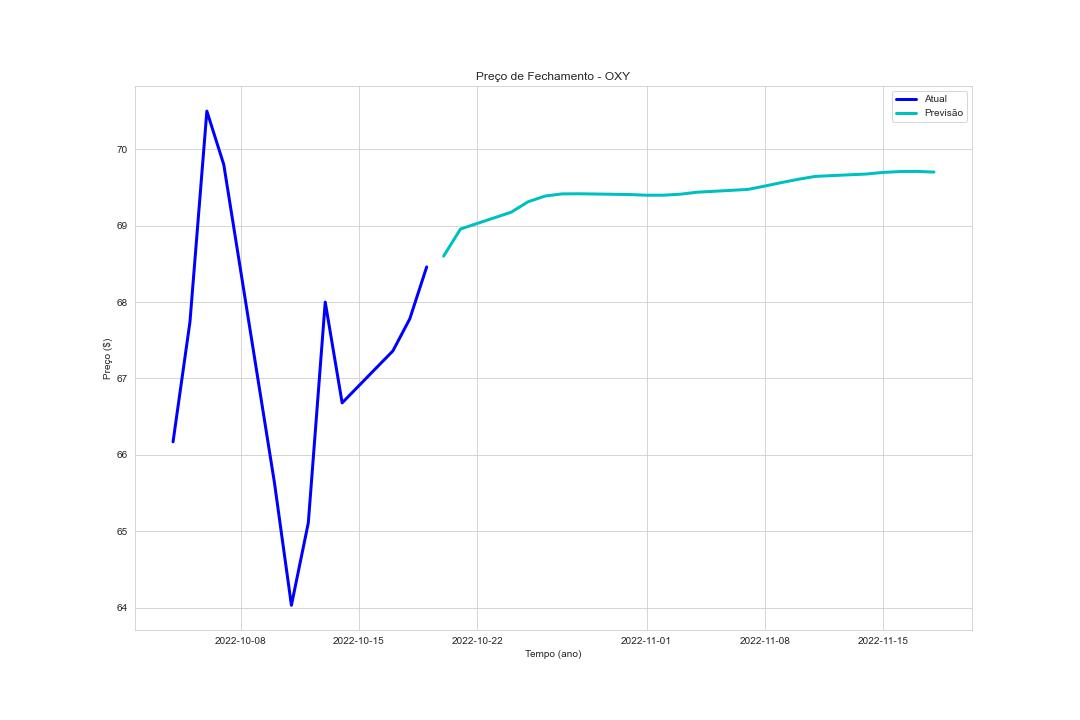 Preço de Fechamento - OXY
Atual
Previsão
70
69
68
67
66
65
64
Preço ($)
2022-10-08
2022-10-15
2022-10-22
2022-11-01
2022-11-08
2022-11-15
Tempo (ano)